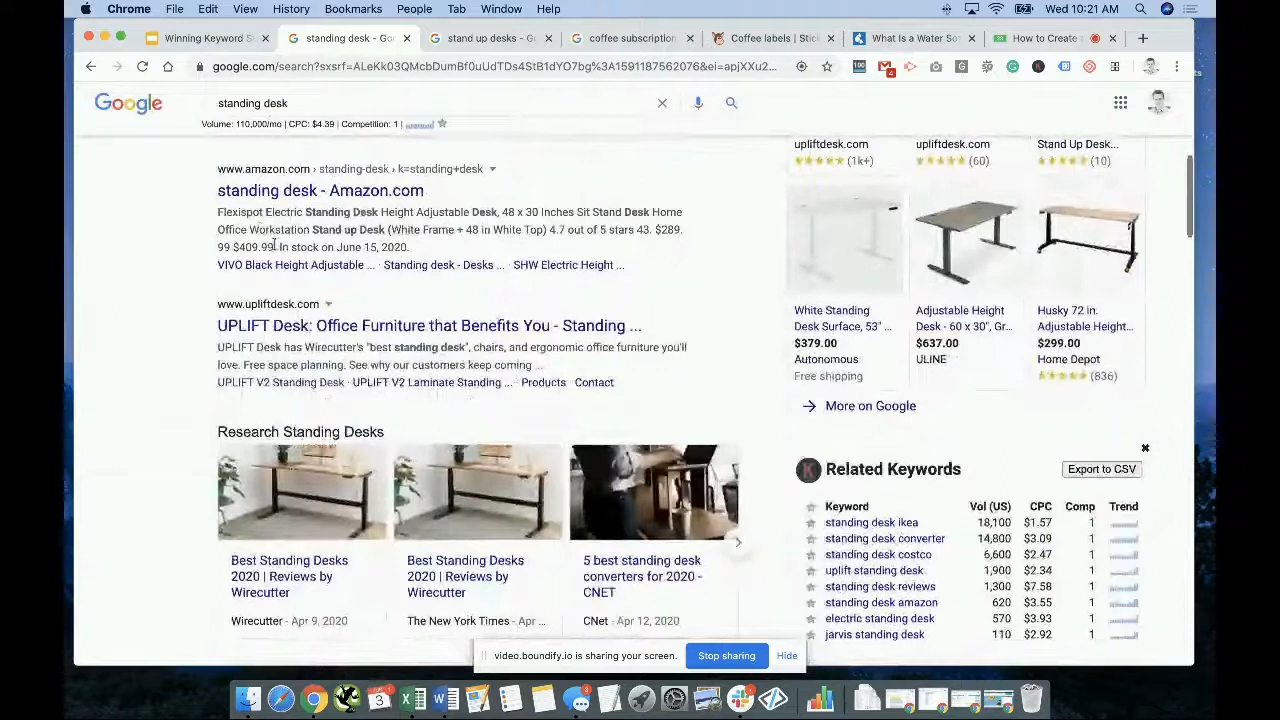 Chrome File Edit View History Bookmarks People Tab Window Help
Wed 10:21 AM
Winning Keyword S
standing desk - Go
stand up desk - G
coffee subscription
Coffee labels | Stick
What Is a Water Sof
How to Create
google.com/search?sxsrf=ALeKk03QMcbDumBf0uUDPr4StB1dYO7zgQ%3A1591187376076&ei=apjXXu2...
100
4
Google
standing desk
Volume: 110,000/mo | CPC: $4.39 | Competition: 1 |
www.amazon.com › standing-desk › k=standing+desk
standing desk - Amazon.com
Flexispot Electric Standing Desk Height Adjustable Desk, 48 x 30 Inches Sit Stand Desk Home
Office Workstation Stand up Desk (White Frame + 48 in White Top) 4.7 out of 5 stars 43. $289.
99 $409.99. In stock on June 15, 2020.
VIVO Black Height Adjustable ... · Standing desk - Desks ... · SHW Electric Height ...
www.upliftdesk.com
UPLIFT Desk: Office Furniture that Benefits You - Standing ...
UPLIFT Desk has Wirecutter's "best standing desk", chairs, and ergonomic office furniture you'll
love. Free space planning. See why our customers keep coming ...
UPLIFT V2 Standing Desk · UPLIFT V2 Laminate Standing ... · Products · Contact
Research Standing Desks
Best Standing Desks
2020 | Reviews by
Wirecutter
Wirecutter - Apr 9, 2020
Best Standing Desks
2020 | Reviews by
Wirecutter
The New York Times - Apr ...
5 best standing desk
converters for 2020 -
CNET
CNet - Apr 12, 2020
upliftdesk.com
(1k+)
upliftdesk.com
(60)
Stand Up Desk...
(10)
White Standing
Desk Surface, 53" ...
$379.00
Autonomous
Free shipping
Adjustable Height
Desk - 60 x 30", Gr...
$637.00
ULINE
Husky 72 in.
Adjustable Height...
$299.00
Home Depot
(836)
More on Google
Related Keywords
Export to CSV
Keyword Vol (US) CPC Comp Trend
standing desk ikea 18,100 $1.57 1
standing desk converter 14,800 $3.09 1
standing desk costco 6,600 $2.47 1
uplift standing desk 1,900 $2.34 1
standing desk reviews 1,300 $7.58 1
standing desk amazon 620 $3.55 1
electric standing desk 570 $3.93 1
jarvis standing desk 110 $2.92 1
video.boundify.io is sharing your screen.
Stop sharing
Hide